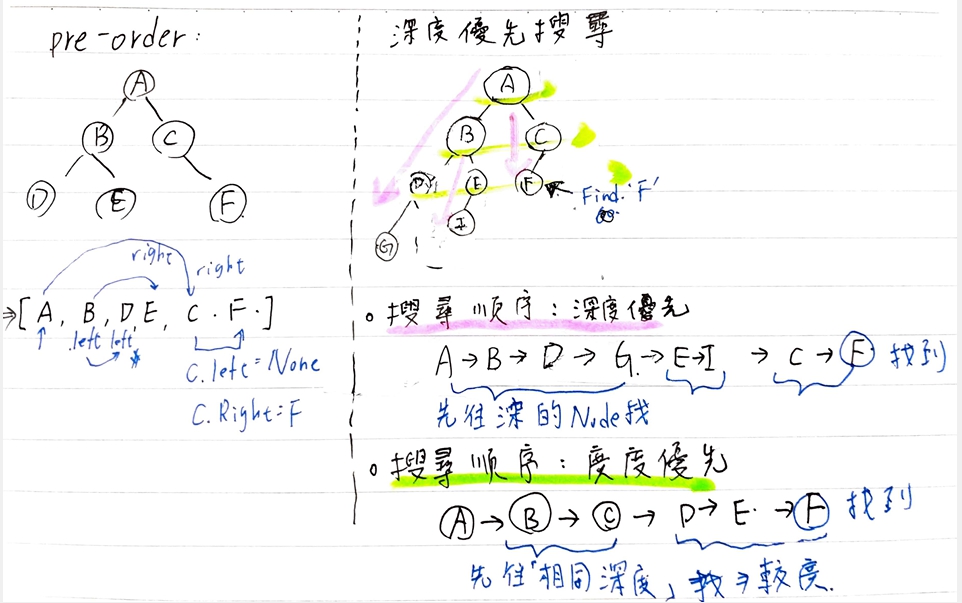 pre-order:
A
B
C
D
E
F
right
right
⇒[A, B, D, E, C. F.]
left left
C.left=None
C.Right=F
深度優先搜尋
A
B
C
D
E
F
Find 'F'
I
G
搜尋順序:深度優先
A→B→D→G.→E→I → C→F 找到
先往深的Node找
搜尋順序:廣度優先
A→B→C→D→E.→F 找到
先往「相同深度」找